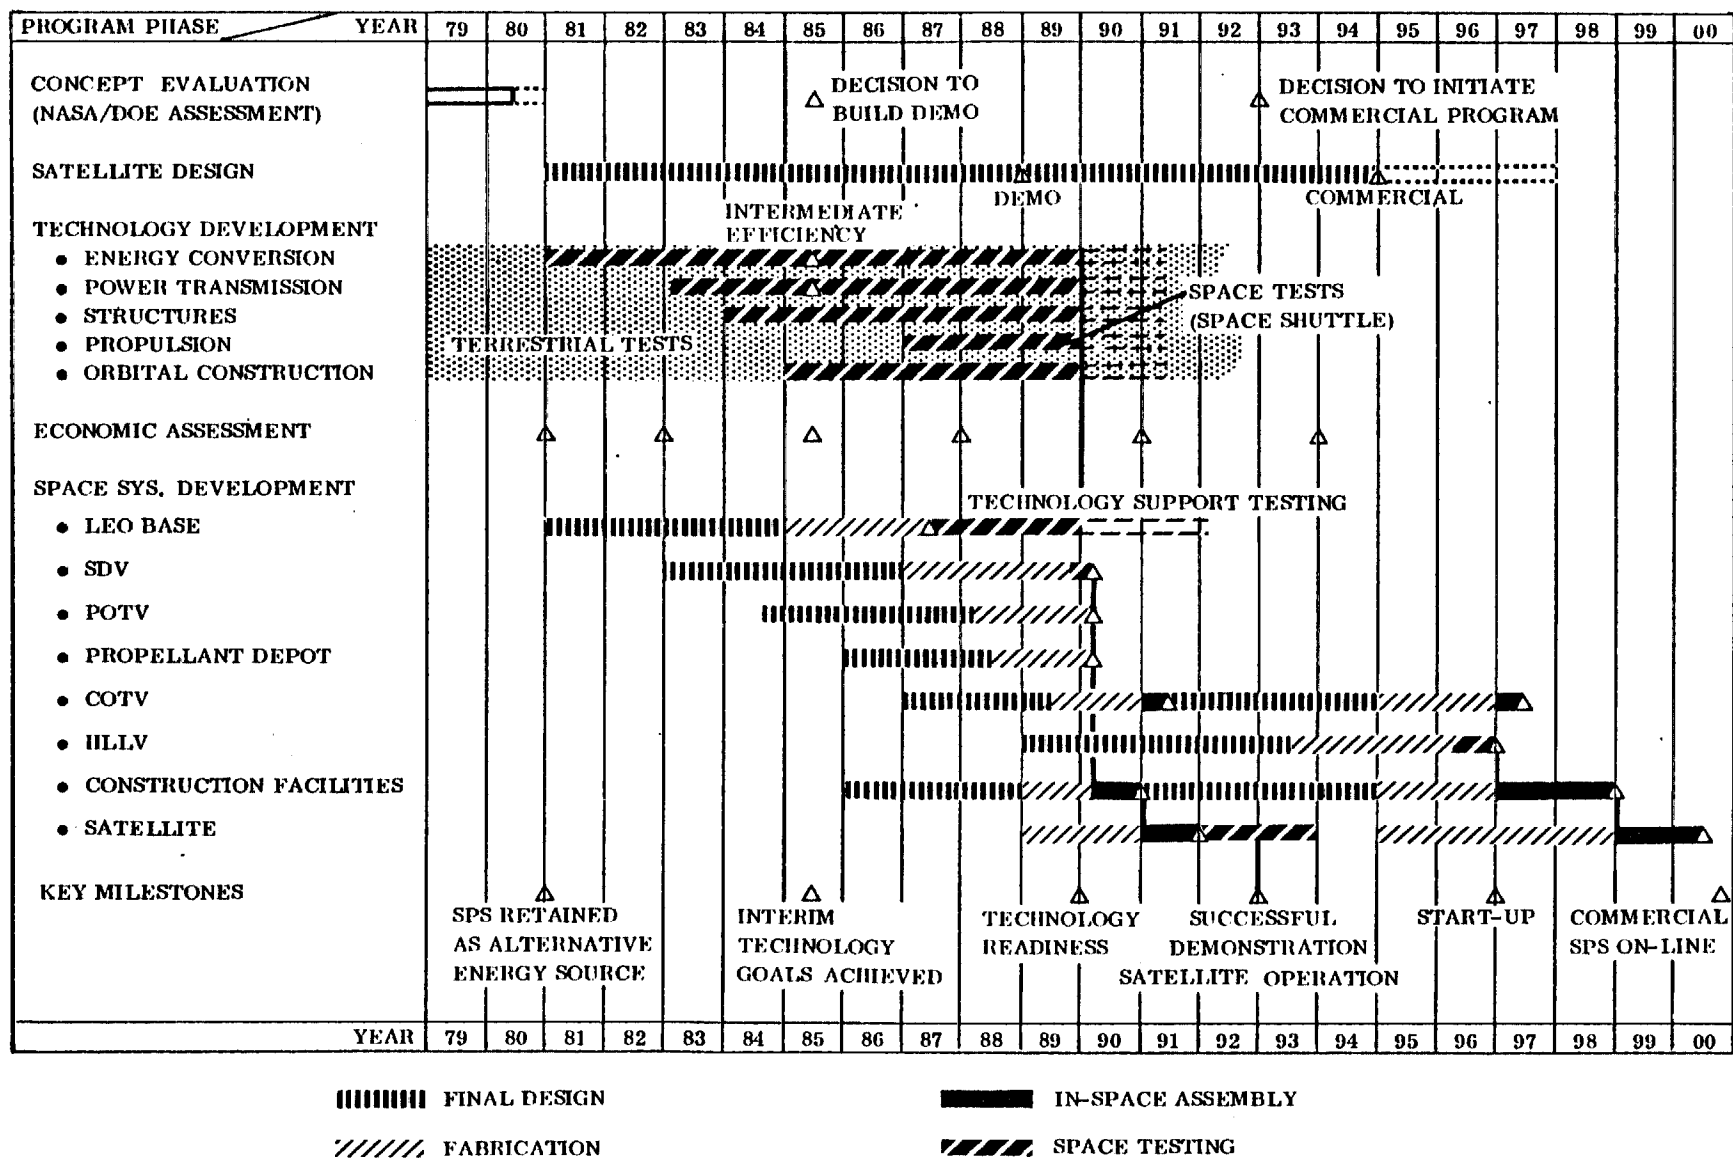 PROGRAM PHASE YEAR 79 80 81 82 83 84 85 86 87 88 89 90 91 92 93 94 95 96 97 98 99 00
CONCEPT EVALUATION
(NASA/DOE ASSESSMENT)
DECISION TO
BUILD DEMO
DECISION TO INITIATE
COMMERCIAL PROGRAM
SATELLITE DESIGN
DEMO
COMMERCIAL
TECHNOLOGY DEVELOPMENT
INTERMEDIATE
EFFICIENCY
• ENERGY CONVERSION
• POWER TRANSMISSION
• STRUCTURES
• PROPULSION
• ORBITAL CONSTRUCTION
TERRESTRIAL TESTS
SPACE TESTS
(SPACE SHUTTLE)
ECONOMIC ASSESSMENT
SPACE SYS. DEVELOPMENT
TECHNOLOGY SUPPORT TESTING
• LEO BASE
• SDV
• POTV
• PROPELLANT DEPOT
• COTV
• HLLV
• CONSTRUCTION FACILITIES
• SATELLITE
KEY MILESTONES
SPS RETAINED
AS ALTERNATIVE
ENERGY SOURCE
INTERIM
TECHNOLOGY
GOALS ACHIEVED
TECHNOLOGY
READINESS
SUCCESSFUL
DEMONSTRATION
SATELLITE OPERATION
START-UP
COMMERCIAL
SPS ON-LINE
YEAR 79 80 81 82 83 84 85 86 87 88 89 90 91 92 93 94 95 96 97 98 99 00
FINAL DESIGN
IN-SPACE ASSEMBLY
FABRICATION
SPACE TESTING